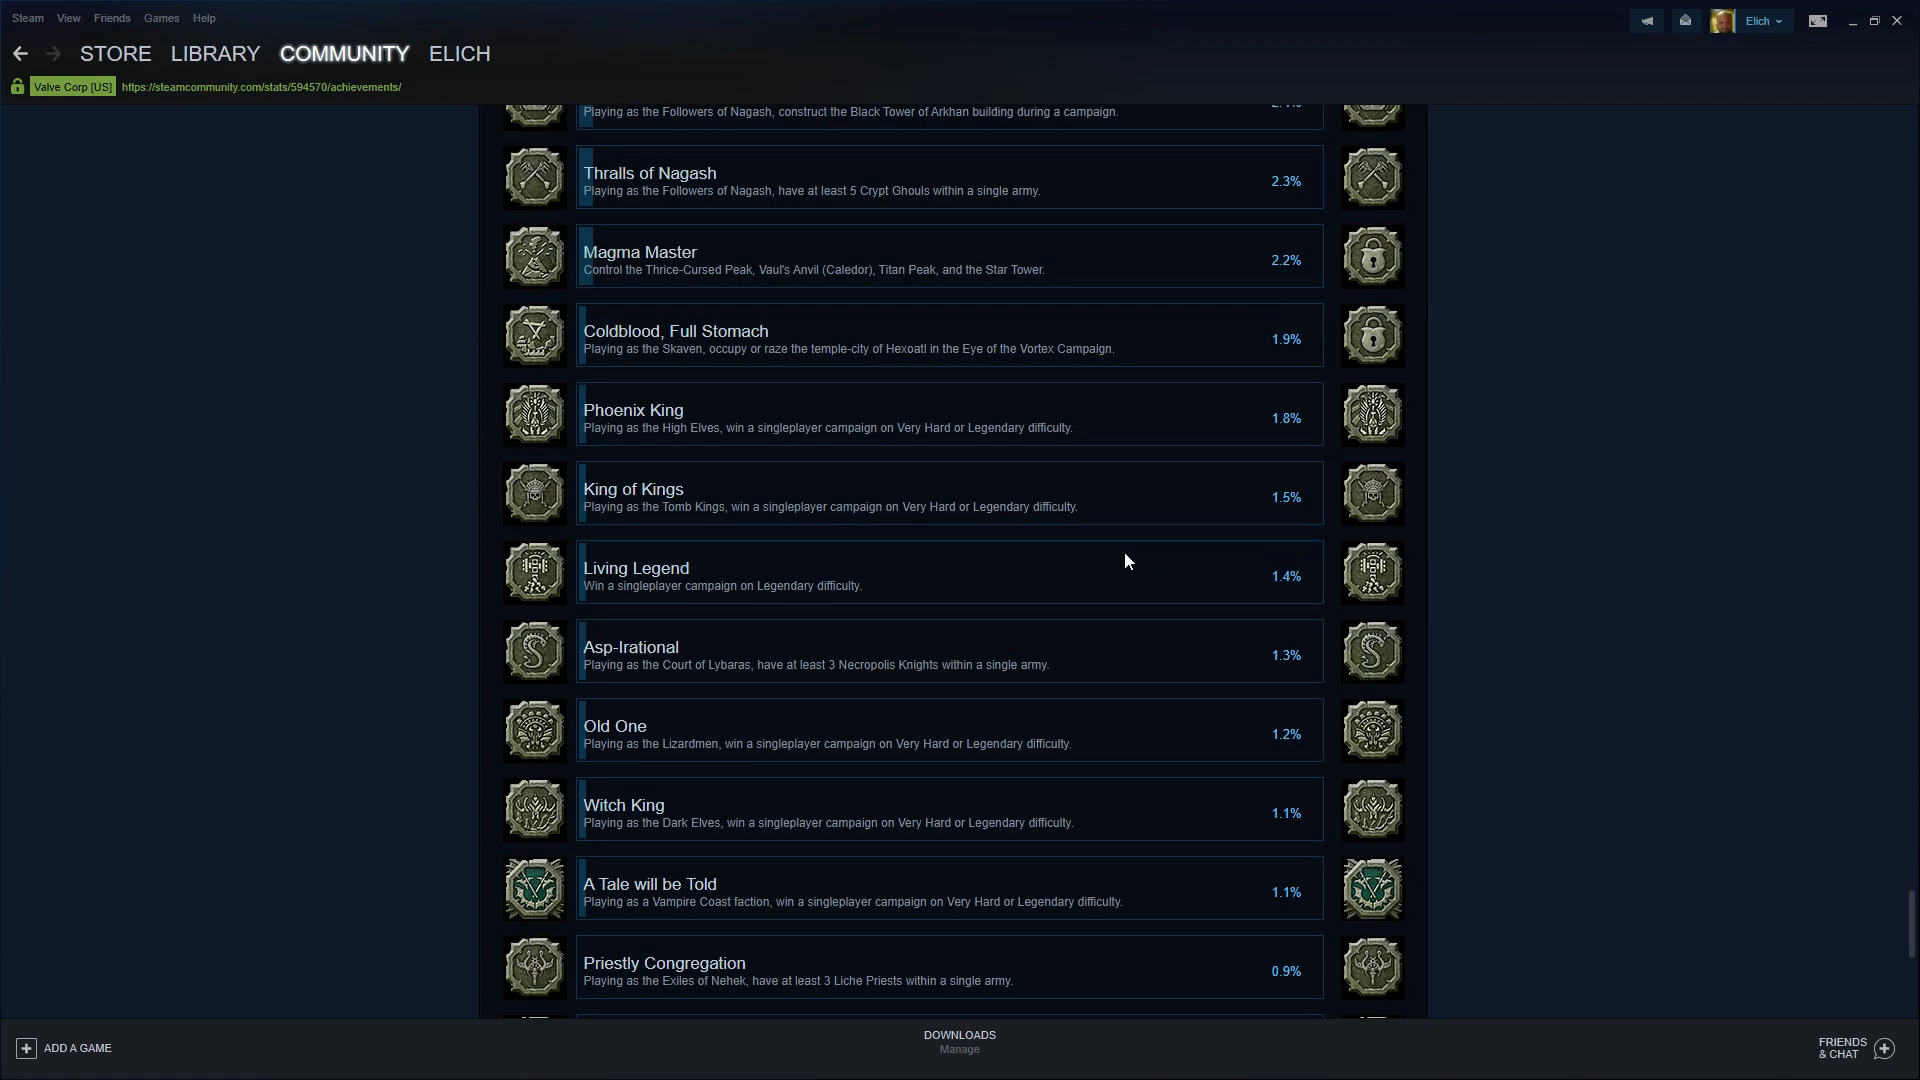 Steam View Friends Games Help
Elich
STORE LIBRARY COMMUNITY ELICH
Valve Corp [US] https://steamcommunity.com/stats/594570/achievements/
Playing as the Followers of Nagash, construct the Black Tower of Arkhan building during a campaign.
Thralls of Nagash
Playing as the Followers of Nagash, have at least 5 Crypt Ghouls within a single army.
2.3%
Magma Master
Control the Thrice-Cursed Peak, Vaul's Anvil (Caledor), Titan Peak, and the Star Tower.
2.2%
Coldblood, Full Stomach
Playing as the Skaven, occupy or raze the temple-city of Hexoatl in the Eye of the Vortex Campaign.
1.9%
Phoenix King
Playing as the High Elves, win a singleplayer campaign on Very Hard or Legendary difficulty.
1.8%
King of Kings
Playing as the Tomb Kings, win a singleplayer campaign on Very Hard or Legendary difficulty.
1.5%
Living Legend
Win a singleplayer campaign on Legendary difficulty.
1.4%
Asp-Irational
Playing as the Court of Lybaras, have at least 3 Necropolis Knights within a single army.
1.3%
Old One
Playing as the Lizardmen, win a singleplayer campaign on Very Hard or Legendary difficulty.
1.2%
Witch King
Playing as the Dark Elves, win a singleplayer campaign on Very Hard or Legendary difficulty.
1.1%
A Tale will be Told
Playing as a Vampire Coast faction, win a singleplayer campaign on Very Hard or Legendary difficulty.
1.1%
Priestly Congregation
Playing as the Exiles of Nehek, have at least 3 Liche Priests within a single army.
0.9%
ADD A GAME
DOWNLOADS
Manage
FRIENDS
& CHAT